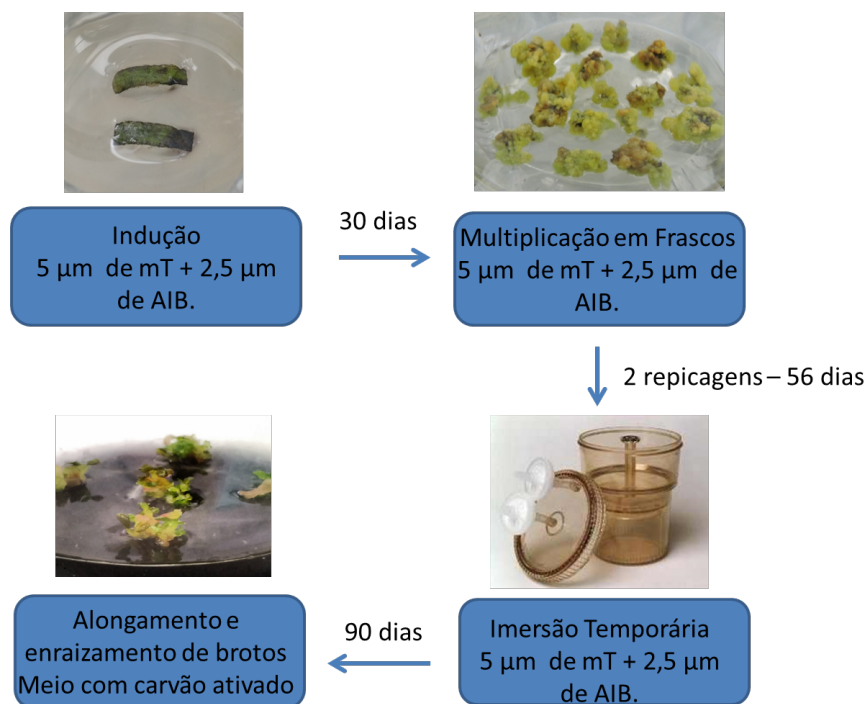 Indução
5 µm de mT + 2,5 µm
de AIB.
30 dias
Multiplicação em Frascos
5 µm de mT + 2,5 µm de
AIB.
2 repicagens – 56 dias
Imersão Temporária
5 µm de mT + 2,5 µm
de AIB.
90 dias
Alongamento e
enraizamento de brotos
Meio com carvão ativado